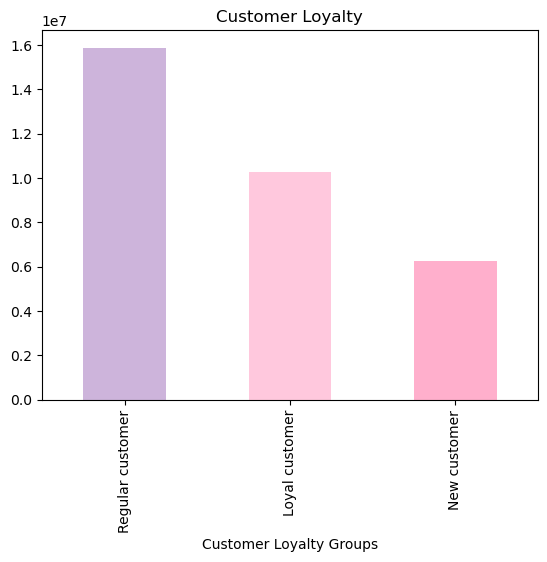 Customer Loyalty
1e7
1.6
1.4
1.2
1.0
0.8
0.6
0.4
0.2
0.0
Regular customer
Loyal customer
New customer
Customer Loyalty Groups